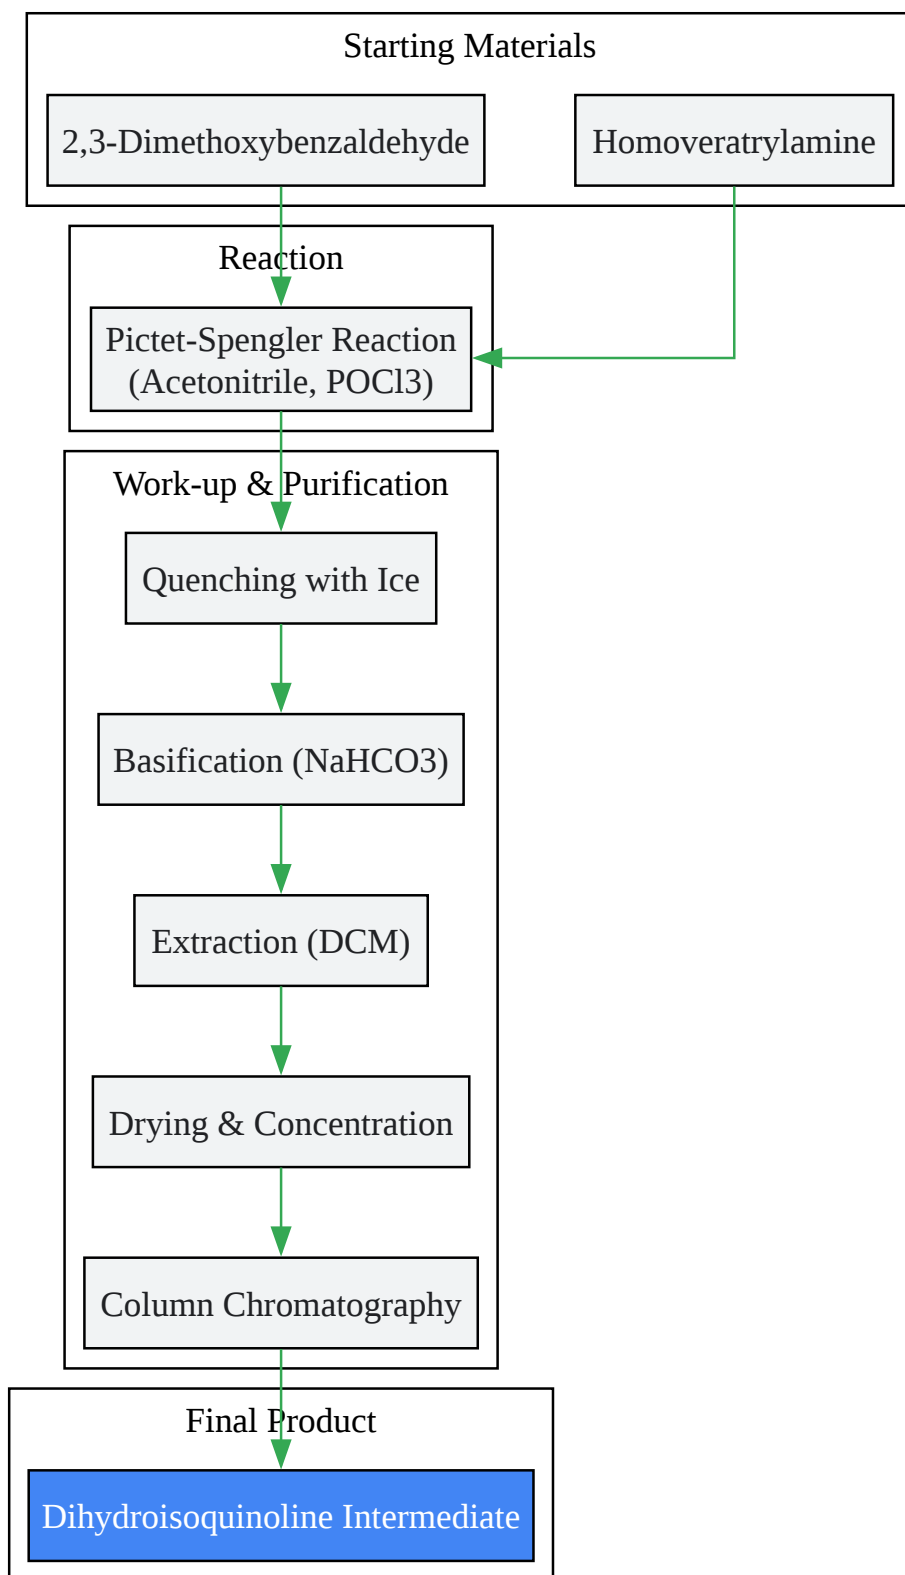 Starting Materials
2,3-Dimethoxybenzaldehyde
Homoveratrylamine
Reaction
Pictet-Spengler Reaction
(Acetonitrile, POCl3)
Work-up & Purification
Quenching with Ice
Basification (NaHCO3)
Extraction (DCM)
Drying & Concentration
Column Chromatography
Final Product
Dihydroisoquinoline Intermediate